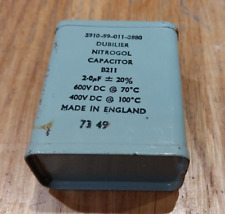 5910-99-011-0880
DUBILIER
NITROGOL
CAPACITOR
B211
2·0µF ± 20%
600V DC @ 70°C
400V DC @ 100°C
MADE IN ENGLAND
73 49